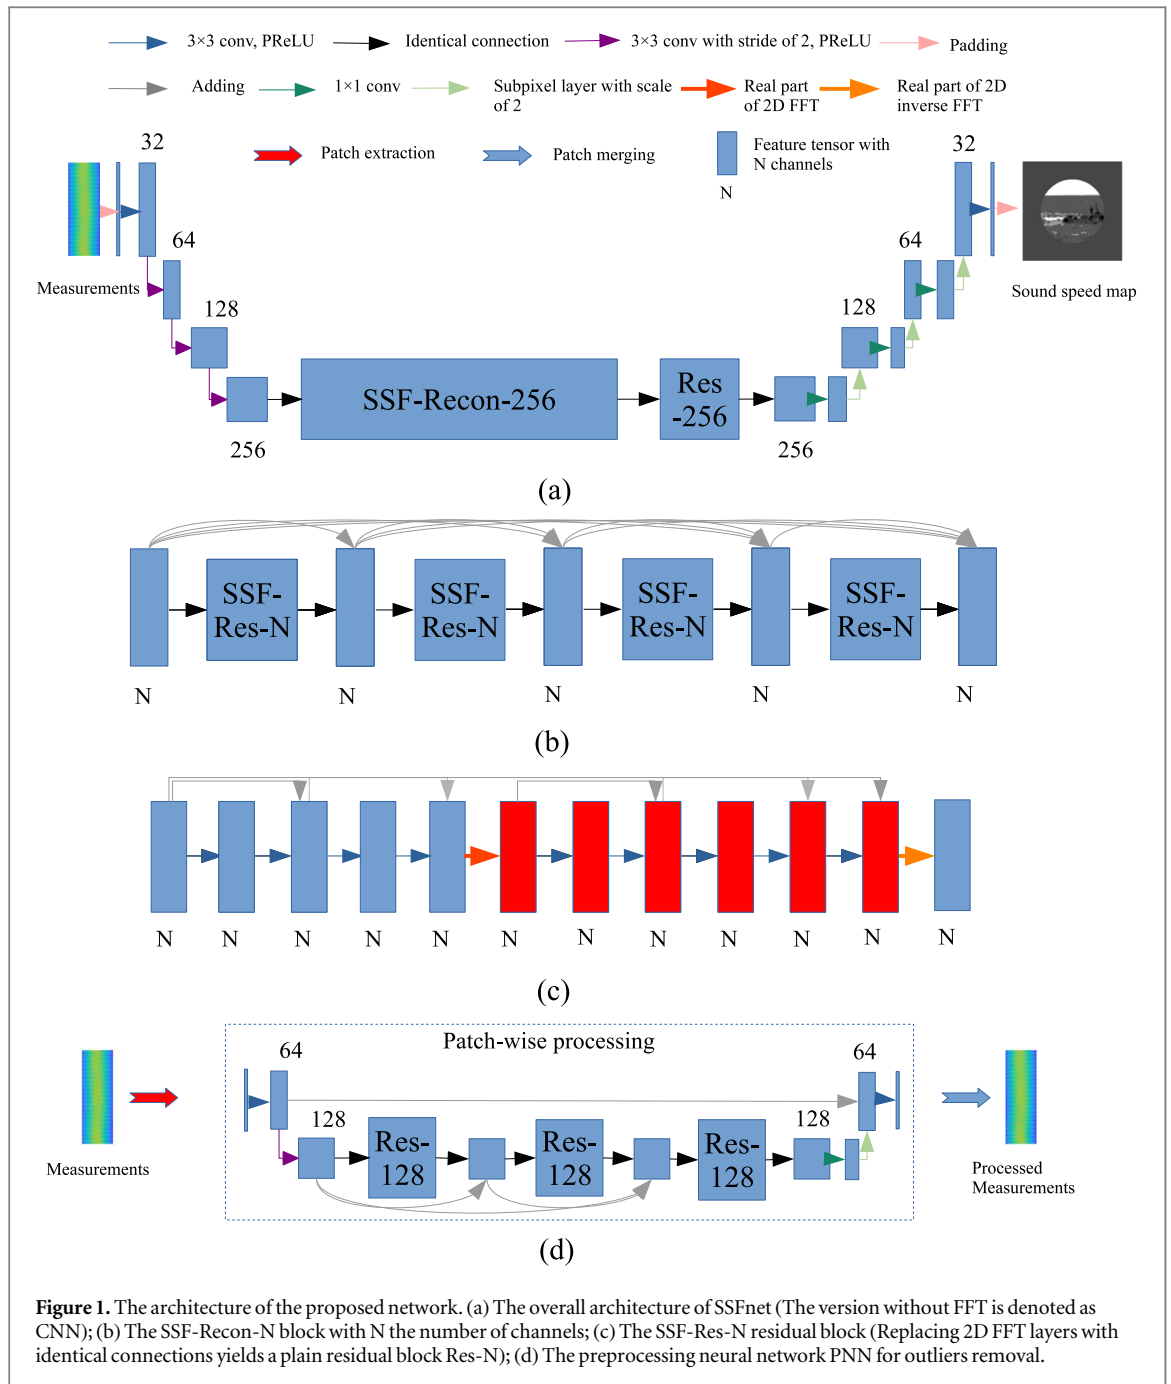 3×3 conv, PReLU
Identical connection
3×3 conv with stride of 2, PReLU
Padding
Adding
1×1 conv
Subpixel layer with scale
of 2
Real part
of 2D FFT
Real part of 2D
inverse FFT
Patch extraction
Patch merging
Feature tensor with
N channels
N
32
64
128
256
Measurements
SSF-Recon-256
Res
-256
256
128
64
32
Sound speed map
(a)
SSF-
Res-N
SSF-
Res-N
SSF-
Res-N
SSF-
Res-N
N
N
N
N
N
(b)
N
N
N
N
N
N
N
N
N
N
N
N
(c)
Patch-wise processing
64
64
128
128
Res-
128
Res-
128
Res-
128
Measurements
Processed
Measurements
(d)
Figure 1. The architecture of the proposed network. (a) The overall architecture of SSFnet (The version without FFT is denoted as
CNN); (b) The SSF-Recon-N block with N the number of channels; (c) The SSF-Res-N residual block (Replacing 2D FFT layers with
identical connections yields a plain residual block Res-N); (d) The preprocessing neural network PNN for outliers removal.